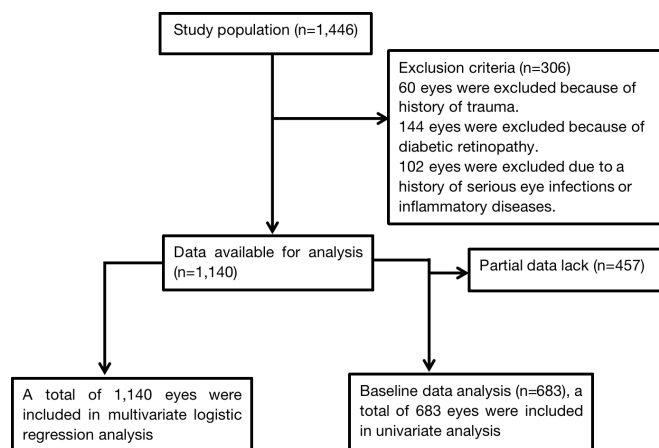 Study population (n=1,446)
Exclusion criteria (n=306)
60 eyes were excluded because of
history of trauma.
144 eyes were excluded because of
diabetic retinopathy.
102 eyes were excluded due to a
history of serious eye infections or
inflammatory diseases.
Data available for analysis
(n=1,140)
Partial data lack (n=457)
A total of 1,140 eyes were
included in multivariate logistic
regression analysis
Baseline data analysis (n=683), a
total of 683 eyes were included
in univariate analysis